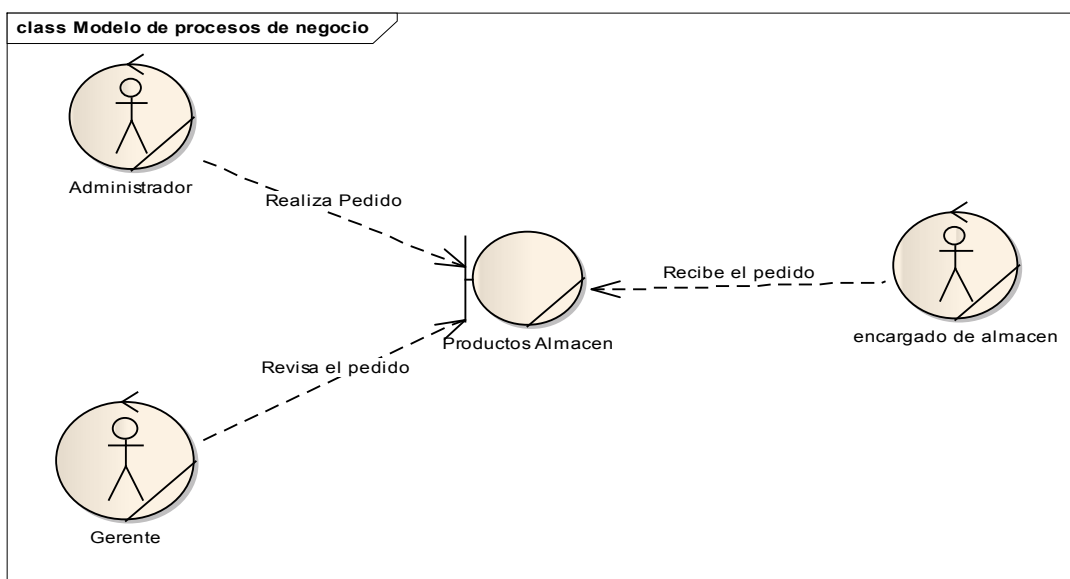 class Modelo de procesos de negocio
Administrador
Realiza Pedido
Recibe el pedido
Productos Almacen
encargado de almacen
Revisa el pedido
Gerente